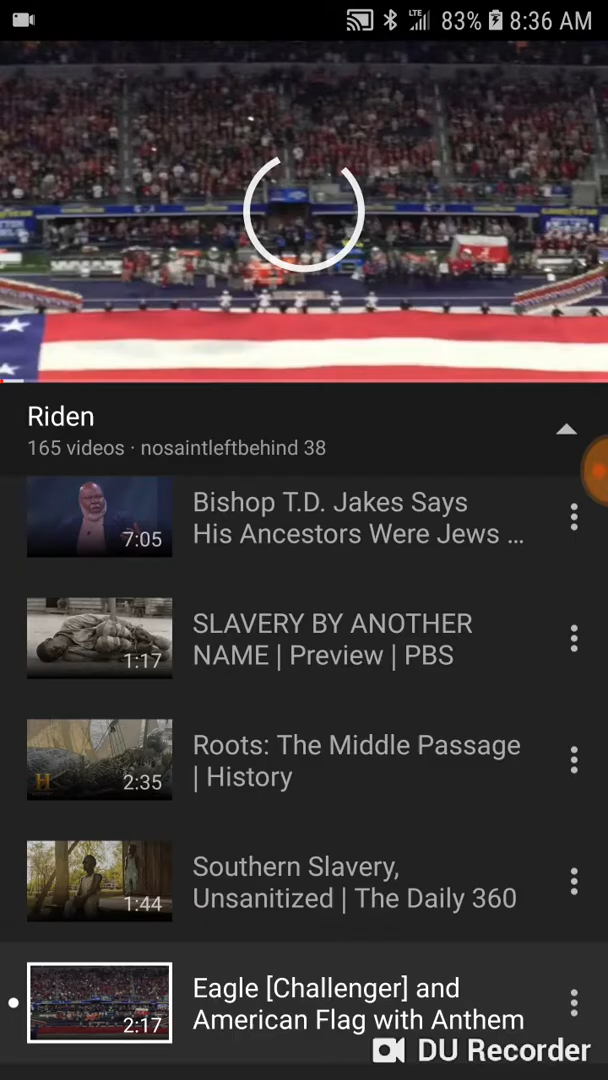 LTE 83% 8:36 AM
Riden
165 videos · nosaintleftbehind 38
Bishop T.D. Jakes Says
His Ancestors Were Jews ...
7:05
SLAVERY BY ANOTHER
NAME | Preview | PBS
1:17
Roots: The Middle Passage
| History
H
2:35
Southern Slavery,
Unsanitized | The Daily 360
1:44
Eagle [Challenger] and
American Flag with Anthem
2:17
DU Recorder